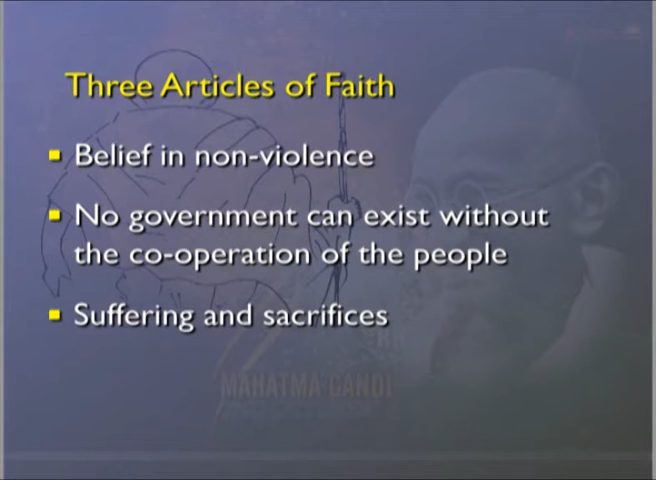 Three Articles of Faith
Belief in non-violence
No government can exist without
the co-operation of the people
Suffering and sacrifices
MAHATMA GANDI